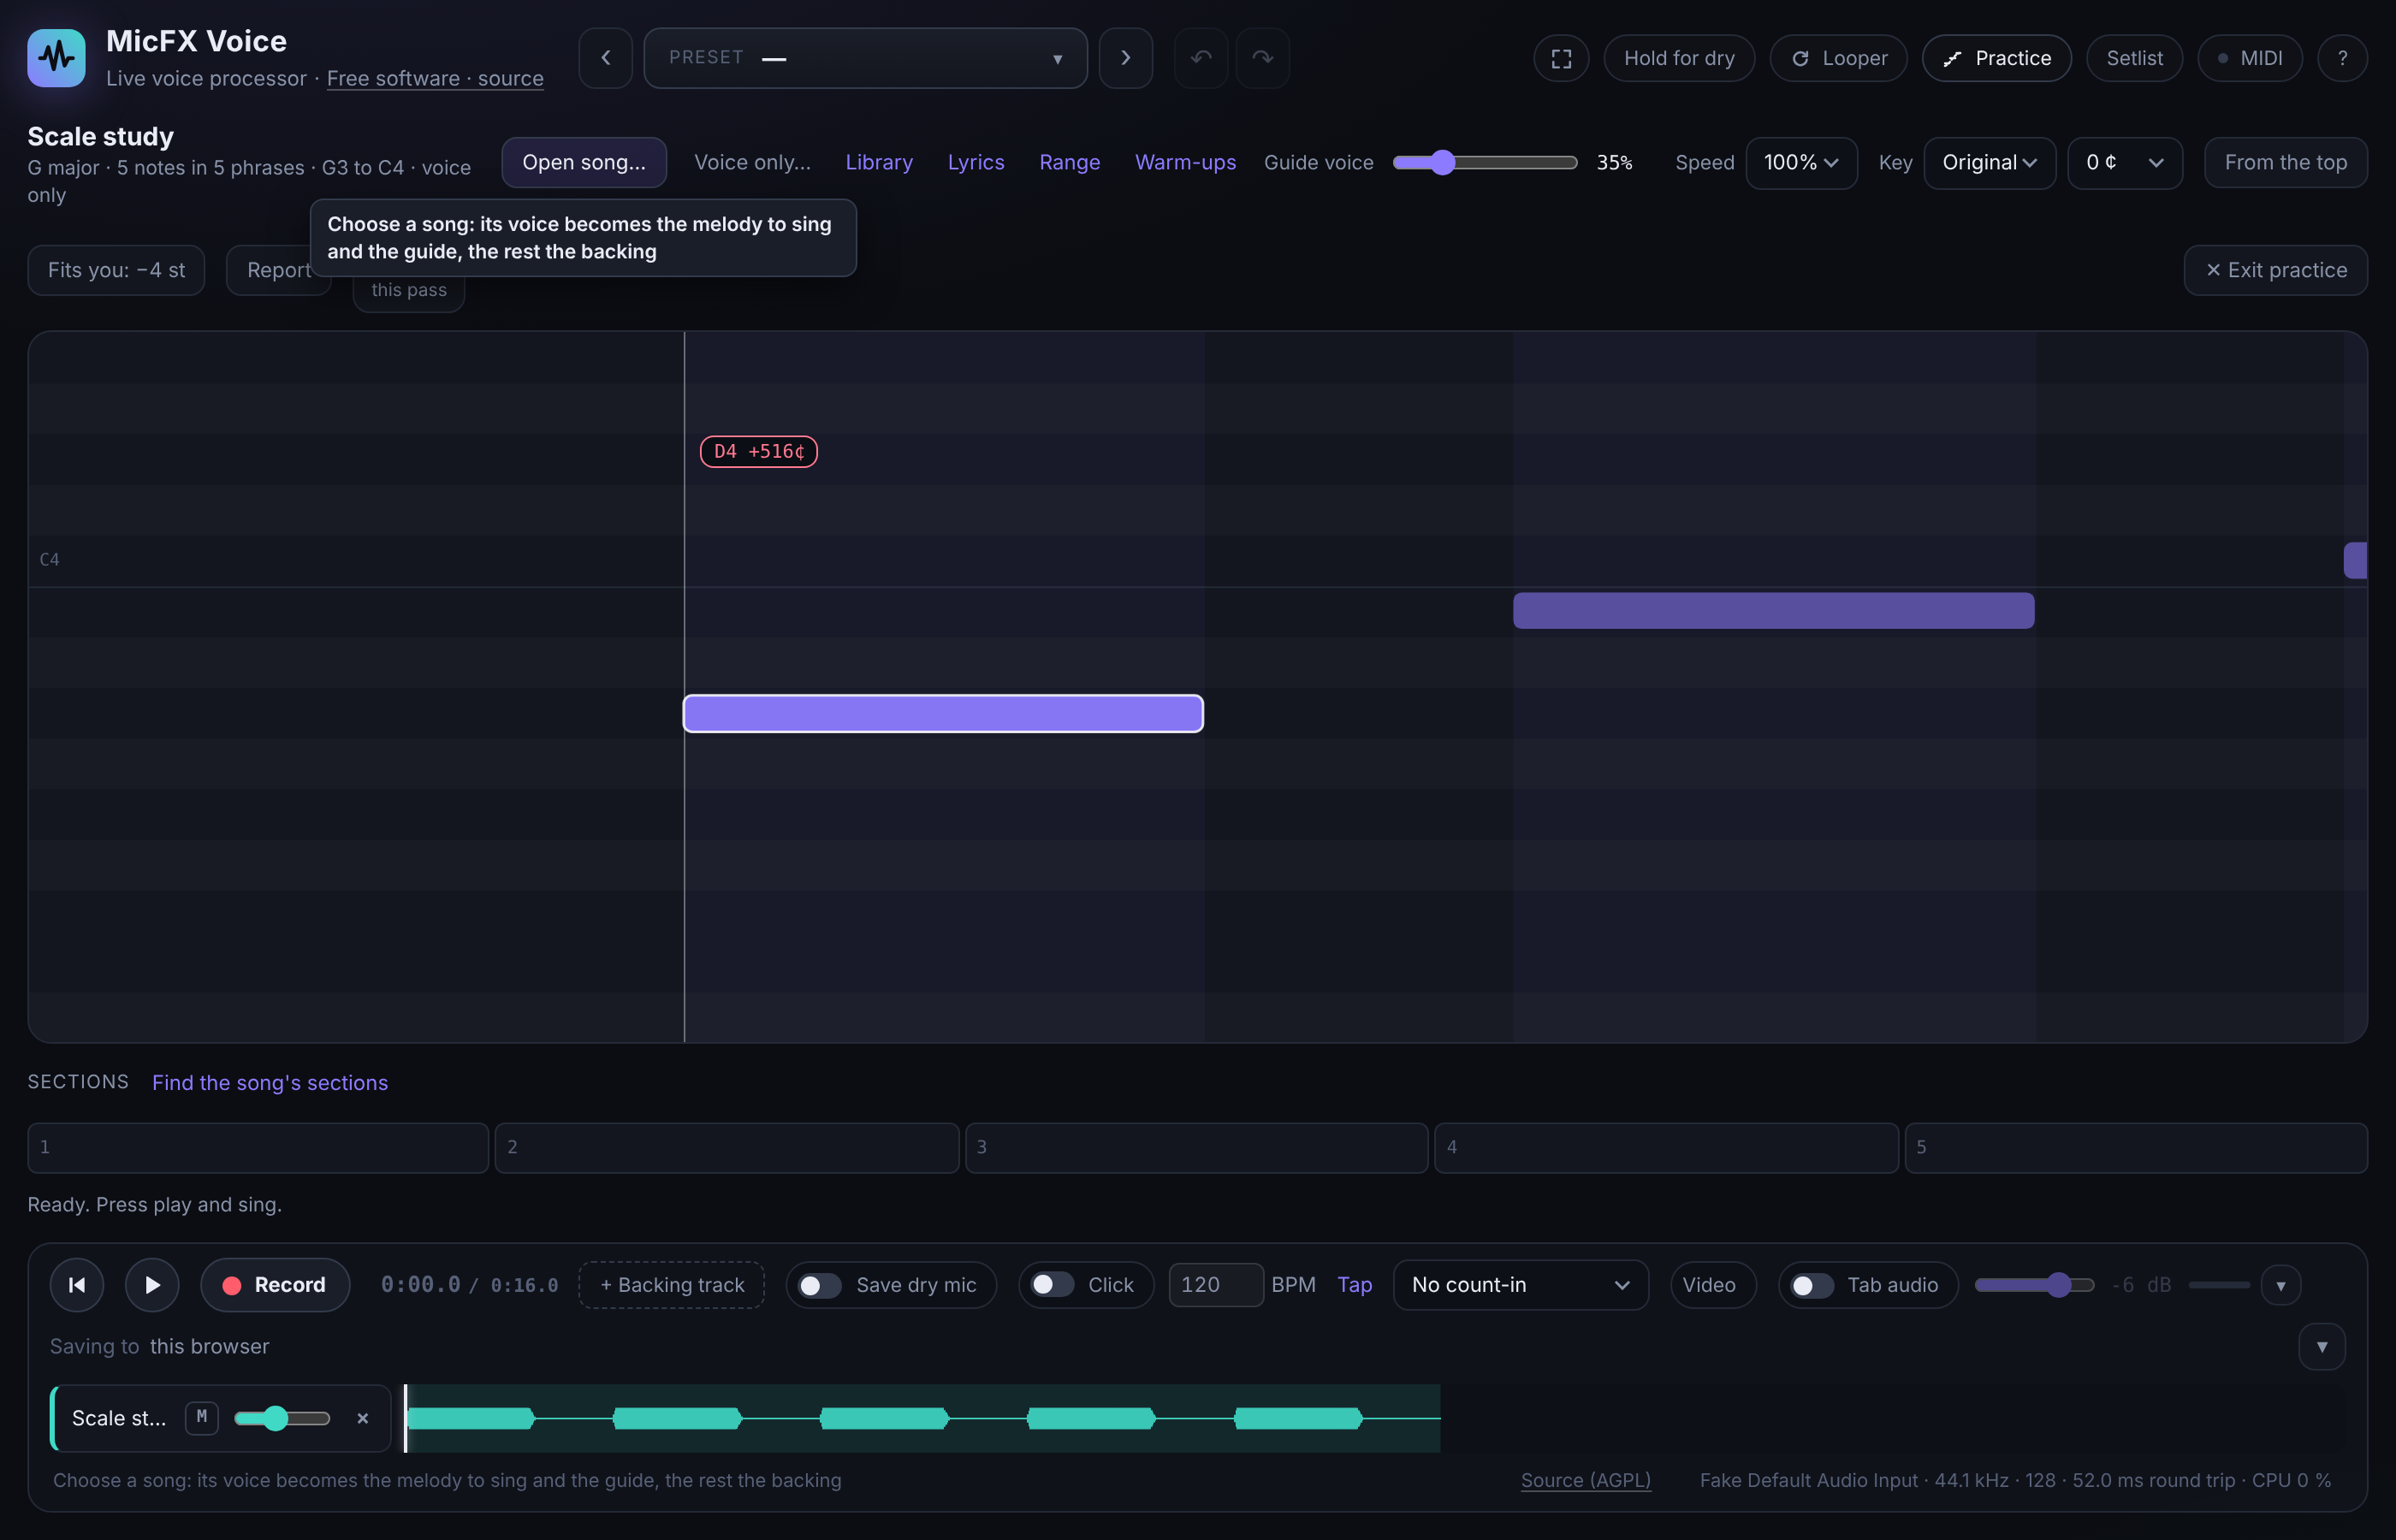 MicFX Voice
Live voice processor · Free software · source
PRESET —
Hold for dry
Looper
Practice
Setlist
MIDI
?
Scale study
G major · 5 notes in 5 phrases · G3 to C4 · voice
only
Open song...
Voice only...
Library
Lyrics
Range
Warm-ups
Guide voice
35%
Speed
100%
Key
Original
0 ¢
From the top
Choose a song: its voice becomes the melody to sing
and the guide, the rest the backing
Fits you: −4 st
Report
this pass
✕ Exit practice
D4 +516¢
C4
SECTIONS
Find the song's sections
1
2
3
4
5
Ready. Press play and sing.
Record
0:00.0 / 0:16.0
+ Backing track
Save dry mic
Click
120
BPM
Tap
No count-in
Video
Tab audio
-6 dB
Saving to this browser
Scale st...
M
×
Choose a song: its voice becomes the melody to sing and the guide, the rest the backing
Source (AGPL)
Fake Default Audio Input · 44.1 kHz · 128 · 52.0 ms round trip · CPU 0 %